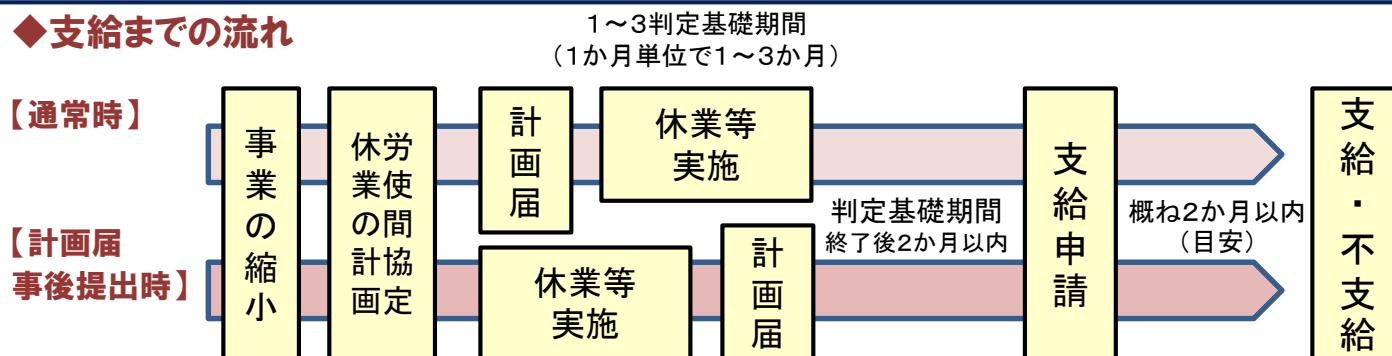 ◆支給までの流れ
1~3判定基礎期間
(1か月単位で1~3か月)
【通常時】
事業の縮小
労使間協定
休業の計画
計画届
休業等
実施
支給申請
支給・不支給
【計画届
事後提出時】
休業等
実施
計画届
判定基礎期間
終了後2か月以内
概ね2か月以内
(目安)